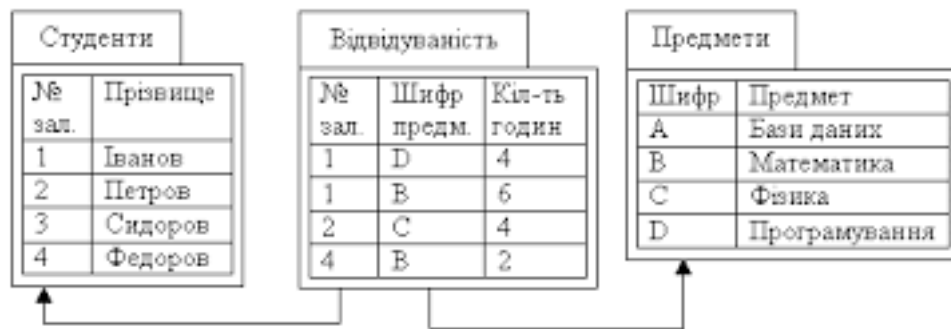 Студенти
№ зал. Прізвище
1 Іванов
2 Петров
3 Сидоров
4 Федоров
Відвідуваність
№ зал. Шифр предм. Кіл-ть годин
1 D 4
1 B 6
2 C 4
4 B 2
Предмети
Шифр Предмет
A Бази даних
B Математика
C Фізика
D Програмування